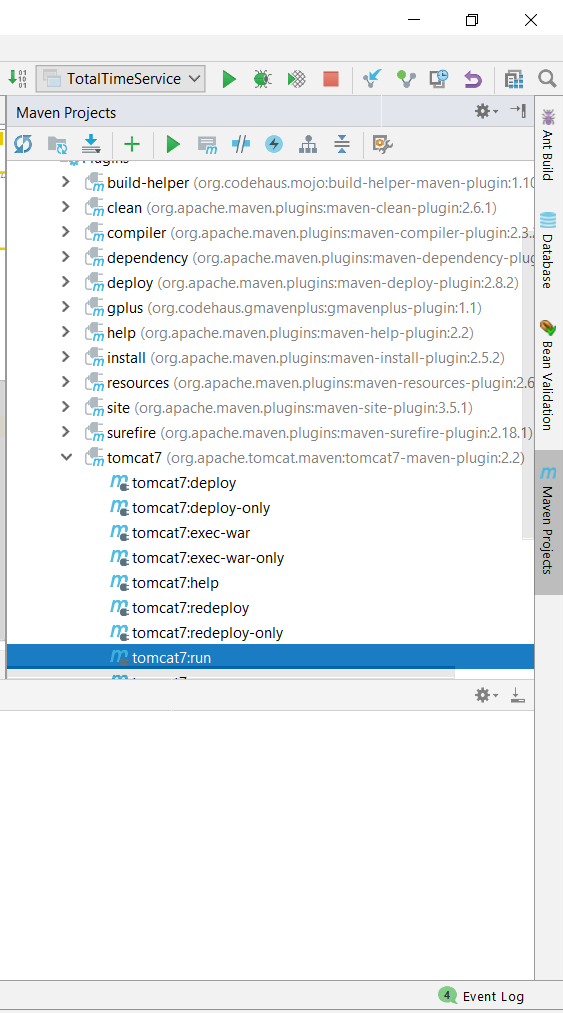 TotalTimeService
Maven Projects
Plugins
build-helper (org.codehaus.mojo:build-helper-maven-plugin:1.10
clean (org.apache.maven.plugins:maven-clean-plugin:2.6.1)
compiler (org.apache.maven.plugins:maven-compiler-plugin:2.3.
dependency (org.apache.maven.plugins:maven-dependency-plug
deploy (org.apache.maven.plugins:maven-deploy-plugin:2.8.2)
gplus (org.codehaus.gmavenplus:gmavenplus-plugin:1.1)
help (org.apache.maven.plugins:maven-help-plugin:2.2)
install (org.apache.maven.plugins:maven-install-plugin:2.5.2)
resources (org.apache.maven.plugins:maven-resources-plugin:2.6
site (org.apache.maven.plugins:maven-site-plugin:3.5.1)
surefire (org.apache.maven.plugins:maven-surefire-plugin:2.18.1)
tomcat7 (org.apache.tomcat.maven:tomcat7-maven-plugin:2.2)
tomcat7:deploy
tomcat7:deploy-only
tomcat7:exec-war
tomcat7:exec-war-only
tomcat7:help
tomcat7:redeploy
tomcat7:redeploy-only
tomcat7:run
Ant Build
Database
Bean Validation
Maven Projects
4 Event Log